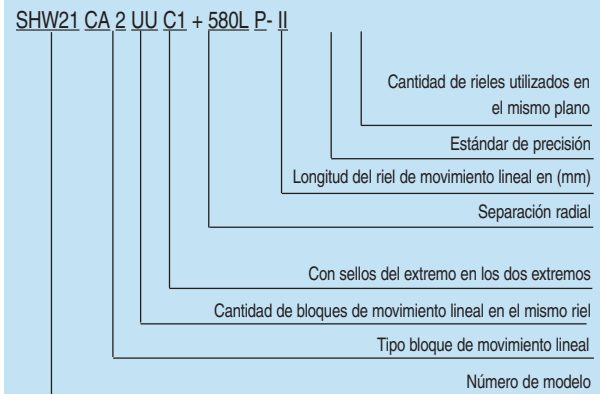 SHW21 CA 2 UU C1 + 580L P- II
Cantidad de rieles utilizados en
el mismo plano
Estándar de precisión
Longitud del riel de movimiento lineal en (mm)
Separación radial
Con sellos del extremo en los dos extremos
Cantidad de bloques de movimiento lineal en el mismo riel
Tipo bloque de movimiento lineal
Número de modelo